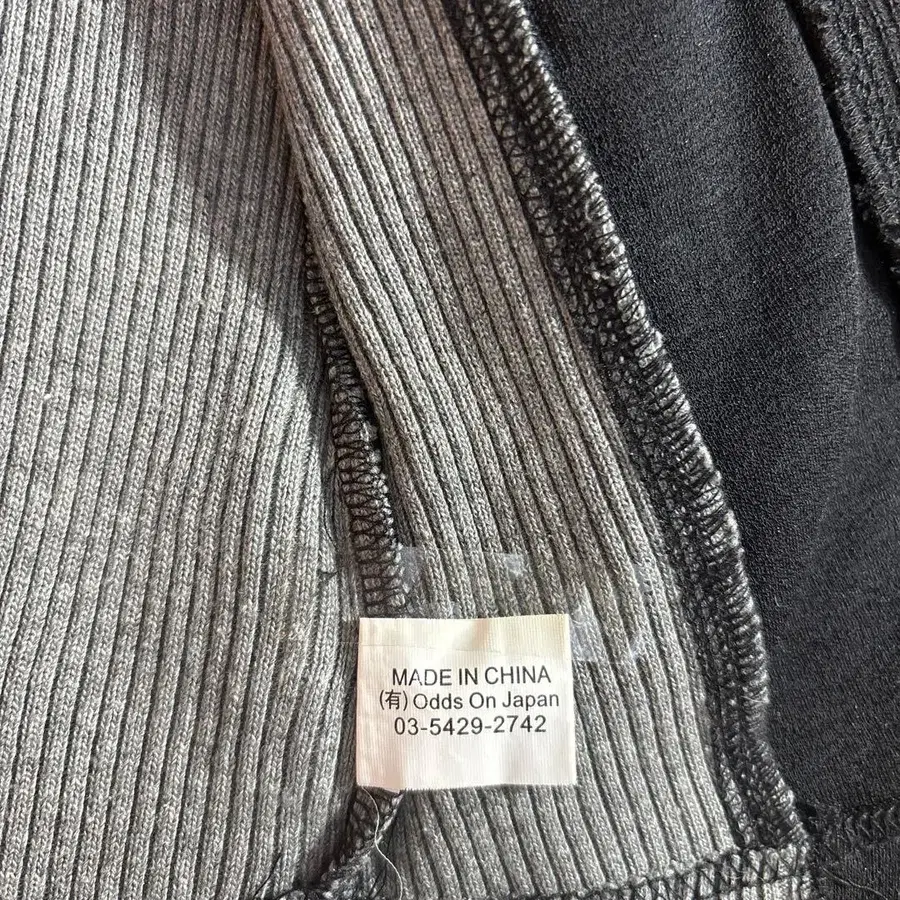 MADE IN CHINA
(有) Odds On Japan
03-5429-2742